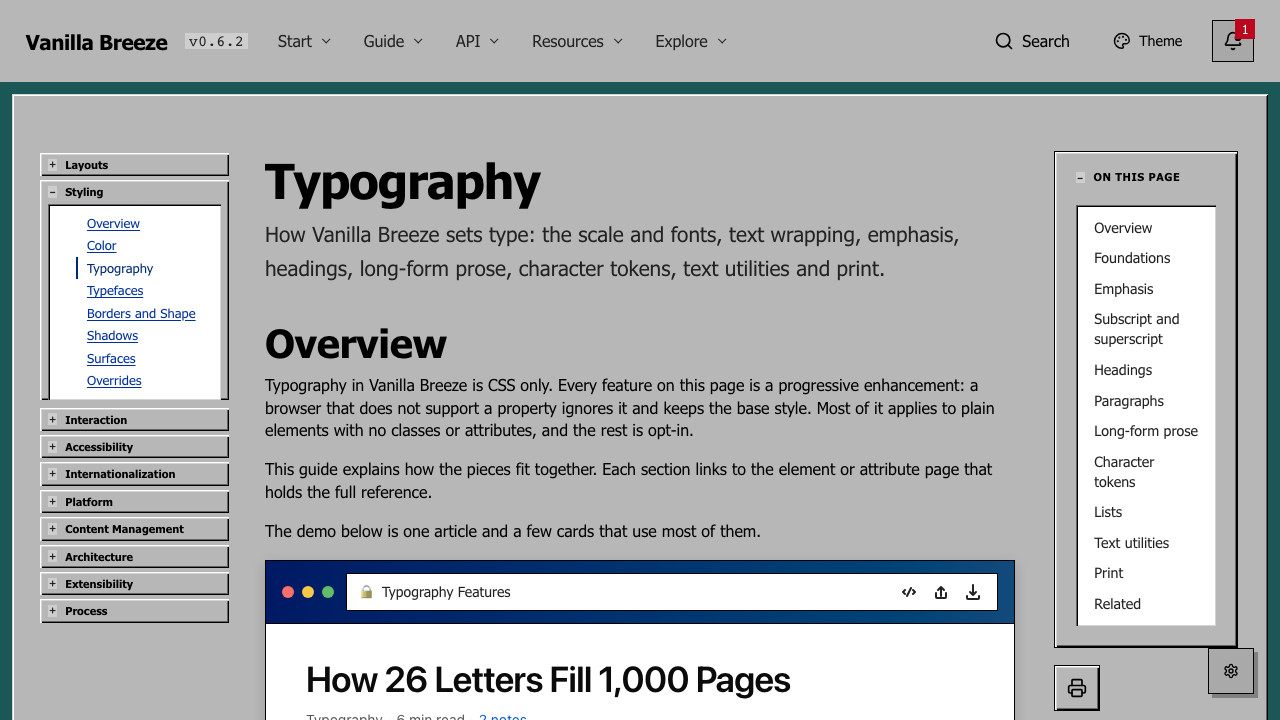 Vanilla Breeze v0.6.2 Start Guide API Resources Explore Search Theme 1
+ Layouts
− Styling
Overview
Color
Typography
Typefaces
Borders and Shape
Shadows
Surfaces
Overrides
+ Interaction
+ Accessibility
+ Internationalization
+ Platform
+ Content Management
+ Architecture
+ Extensibility
+ Process
Typography
How Vanilla Breeze sets type: the scale and fonts, text wrapping, emphasis,
headings, long-form prose, character tokens, text utilities and print.
Overview
Typography in Vanilla Breeze is CSS only. Every feature on this page is a progressive enhancement: a
browser that does not support a property ignores it and keeps the base style. Most of it applies to plain
elements with no classes or attributes, and the rest is opt-in.
This guide explains how the pieces fit together. Each section links to the element or attribute page that
holds the full reference.
The demo below is one article and a few cards that use most of them.
Typography Features
How 26 Letters Fill 1,000 Pages
Typography 6 min read 2 notes
− ON THIS PAGE
Overview
Foundations
Emphasis
Subscript and
superscript
Headings
Paragraphs
Long-form prose
Character
tokens
Lists
Text utilities
Print
Related